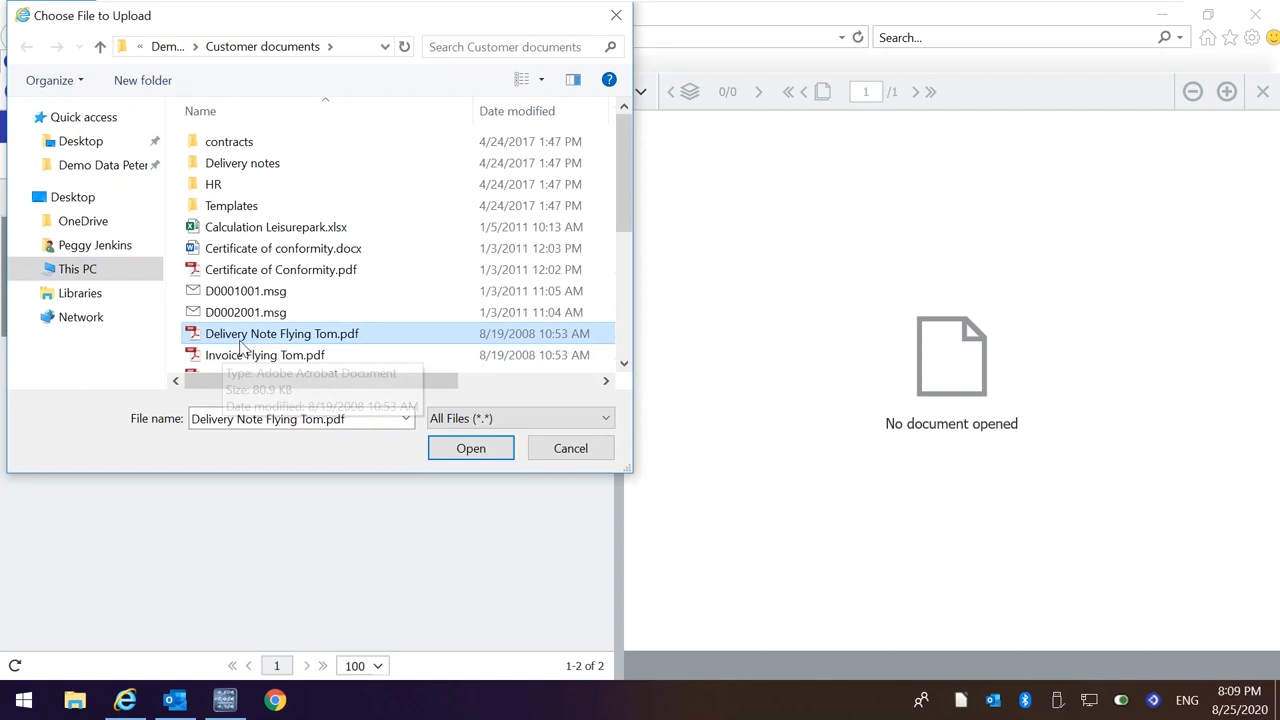 Choose File to Upload
« Dem... > Customer documents >
Search Customer documents
Search...
Organize
New folder
0/0
1 /1
Name
Date modified
Quick access
Desktop
Demo Data Peter
Desktop
OneDrive
Peggy Jenkins
This PC
Libraries
Network
contracts 4/24/2017 1:47 PM
Delivery notes 4/24/2017 1:47 PM
HR 4/24/2017 1:47 PM
Templates 4/24/2017 1:47 PM
Calculation Leisurepark.xlsx 1/5/2011 10:13 AM
Certificate of conformity.docx 1/3/2011 12:03 PM
Certificate of Conformity.pdf 1/3/2011 12:02 PM
D0001001.msg 1/3/2011 11:05 AM
D0002001.msg 1/3/2011 11:04 AM
Delivery Note Flying Tom.pdf 8/19/2008 10:53 AM
Invoice Flying Tom.pdf 8/19/2008 10:53 AM
Type: Adobe Acrobat Document
Size: 80.9 KB
Date modified: 8/19/2008 10:53 AM
File name: Delivery Note Flying Tom.pdf
All Files (*.*)
Open
Cancel
No document opened
1
100
1-2 of 2
ENG
8:09 PM
8/25/2020